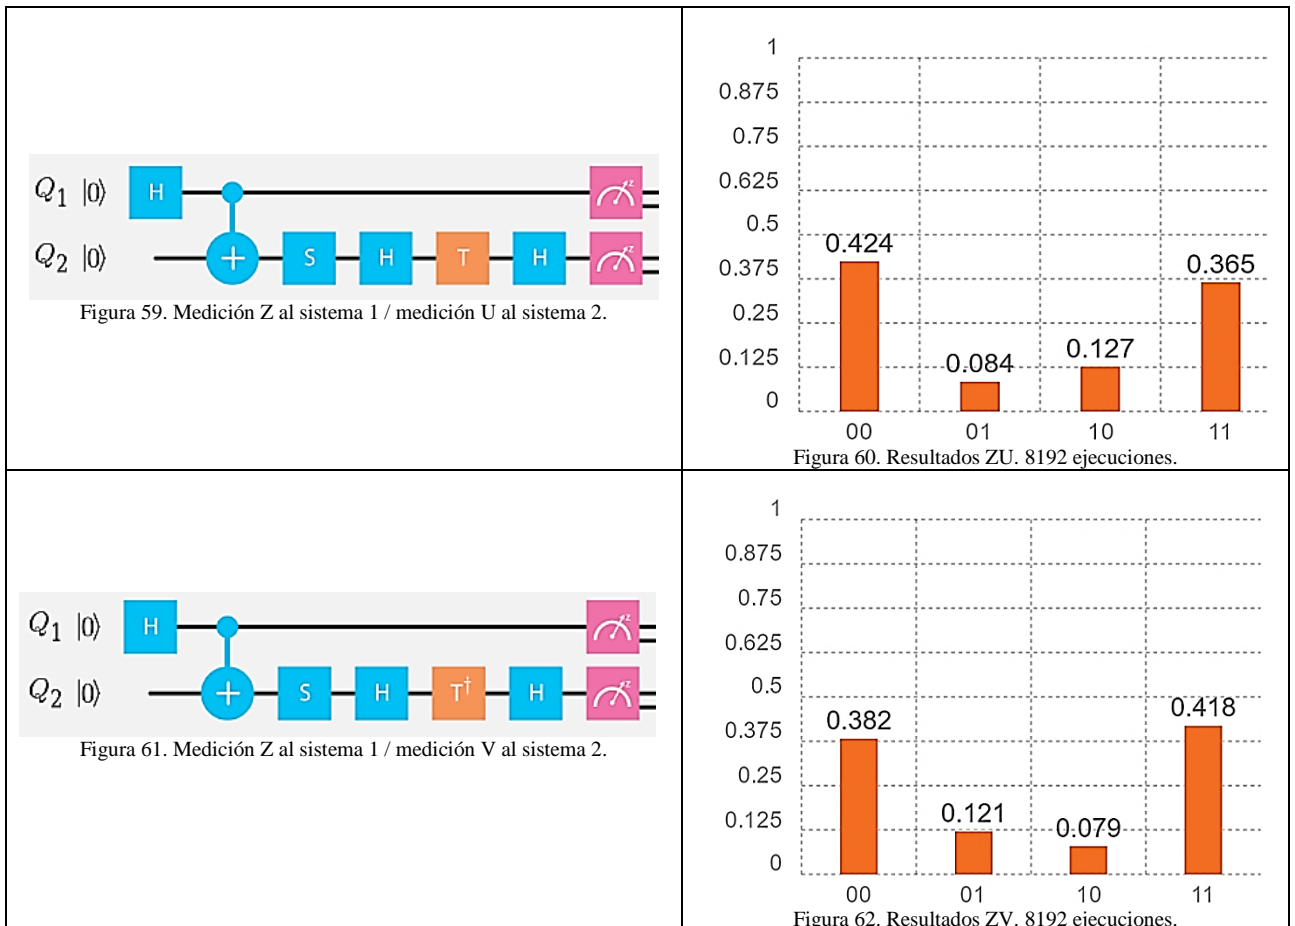 Q1 |0⟩ H Z
Q2 |0⟩ + S H T H Z
Figura 59. Medición Z al sistema 1 / medición U al sistema 2.
1
0.875
0.75
0.625
0.5
0.375
0.25
0.125
0
0.424
0.084
0.127
0.365
00 01 10 11
Figura 60. Resultados ZU. 8192 ejecuciones.
Q1 |0⟩ H Z
Q2 |0⟩ + S H T† H Z
Figura 61. Medición Z al sistema 1 / medición V al sistema 2.
1
0.875
0.75
0.625
0.5
0.375
0.25
0.125
0
0.382
0.121
0.079
0.418
00 01 10 11
Figura 62. Resultados ZV. 8192 ejecuciones.